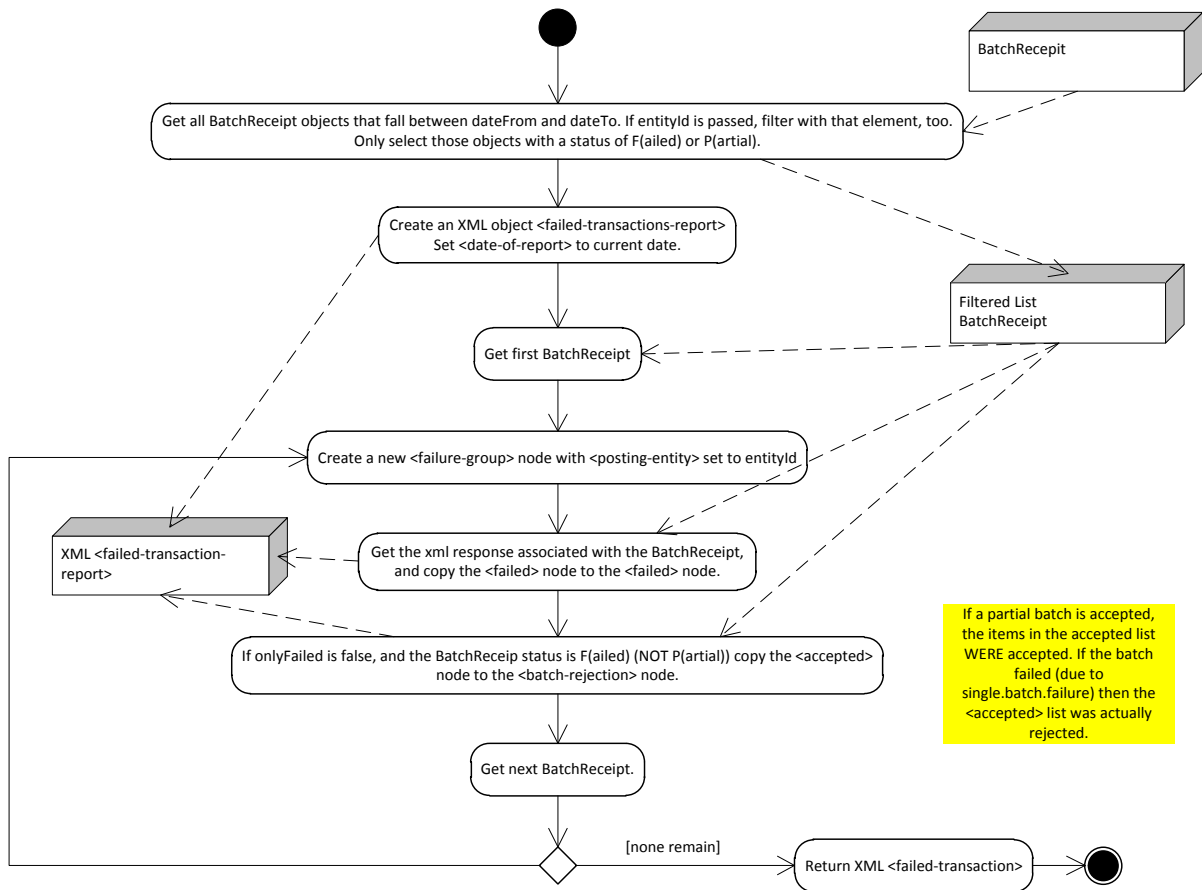 BatchRecepit
Get all BatchReceipt objects that fall between dateFrom and dateTo. If entityId is passed, filter with that element, too.
Only select those objects with a status of F(ailed) or P(artial).
Create an XML object <failed-transactions-report>
Set <date-of-report> to current date.
Filtered List
BatchReceipt
Get first BatchReceipt
Create a new <failure-group> node with <posting-entity> set to entityId
XML <failed-transaction-
report>
Get the xml response associated with the BatchReceipt,
and copy the <failed> node to the <failed> node.
If onlyFailed is false, and the BatchReceip status is F(ailed) (NOT P(artial)) copy the <accepted>
node to the <batch-rejection> node.
If a partial batch is accepted,
the items in the accepted list
WERE accepted. If the batch
failed (due to
single.batch.failure) then the
<accepted> list was actually
rejected.
Get next BatchReceipt.
[none remain]
Return XML <failed-transaction>